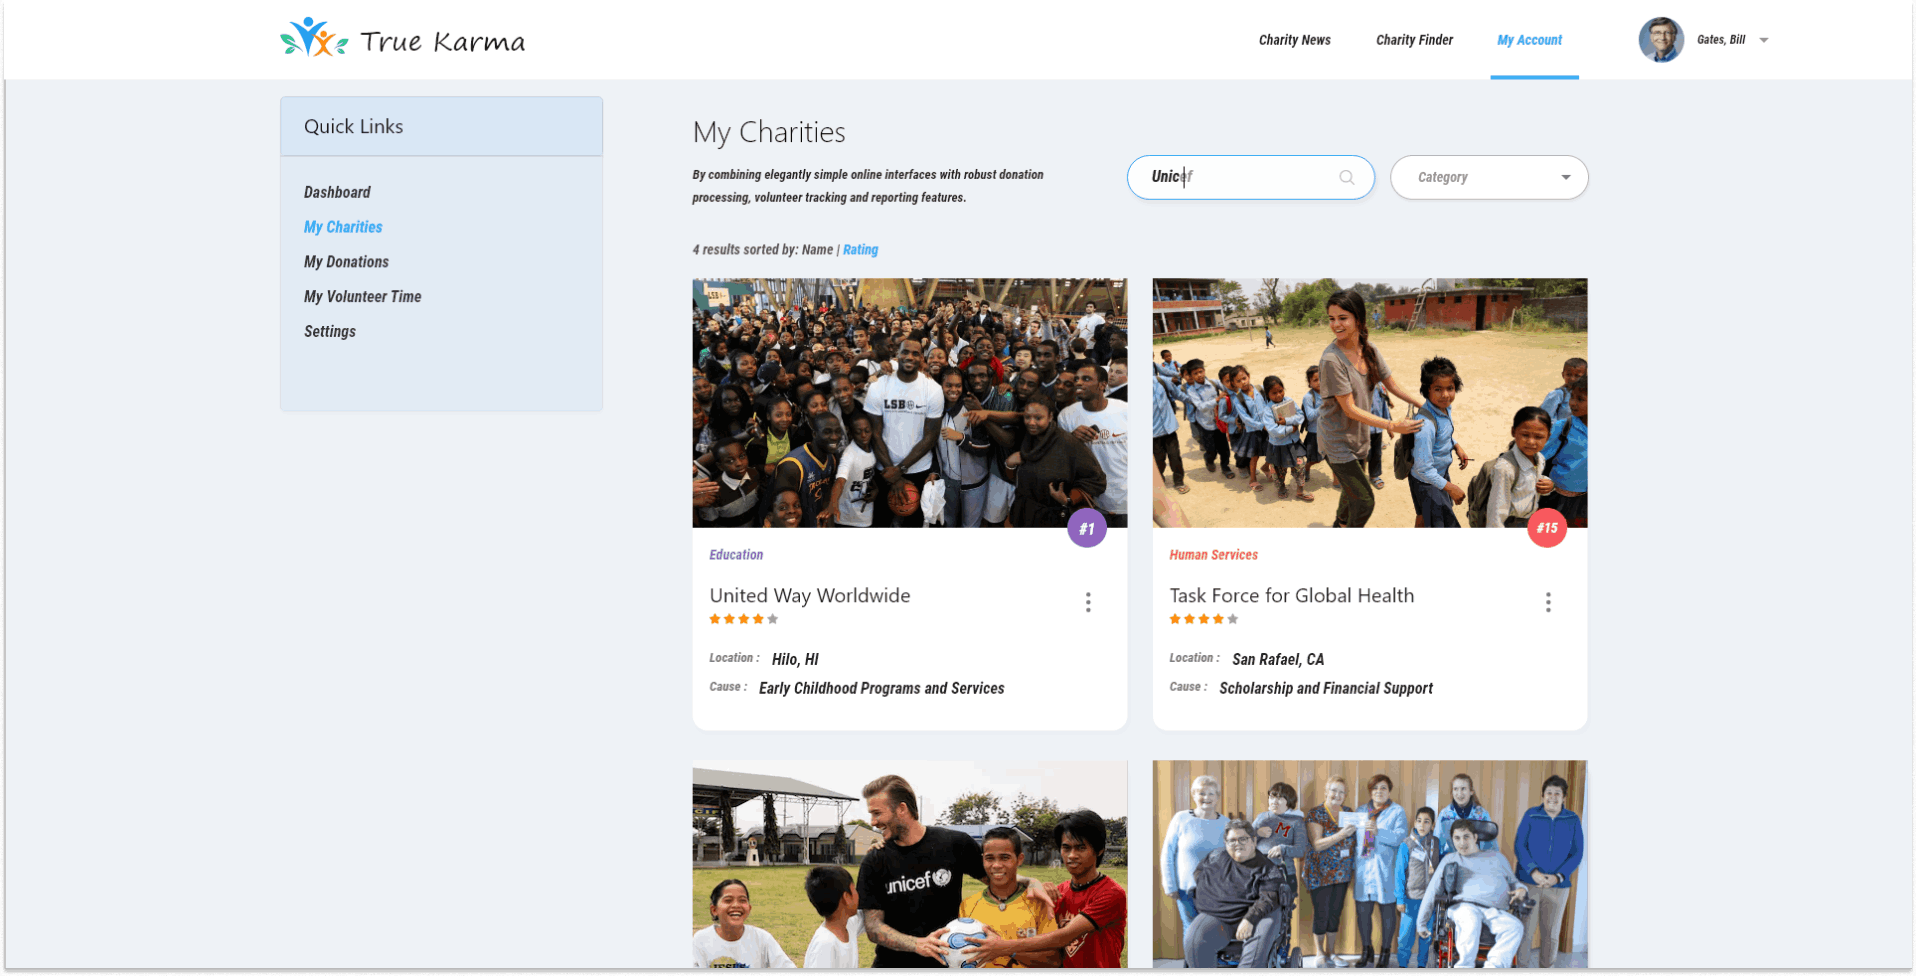 True Karma
Charity News
Charity Finder
My Account
Gates, Bill
Quick Links
Dashboard
My Charities
My Donations
My Volunteer Time
Settings
My Charities
By combining elegantly simple online interfaces with robust donation
processing, volunteer tracking and reporting features.
Unicef
Category
4 results sorted by: Name | Rating
LSB
LSB
#1
Education
United Way Worldwide
Location : Hilo, HI
Cause : Early Childhood Programs and Services
#15
Human Services
Task Force for Global Health
Location : San Rafael, CA
Cause : Scholarship and Financial Support
unicef
M